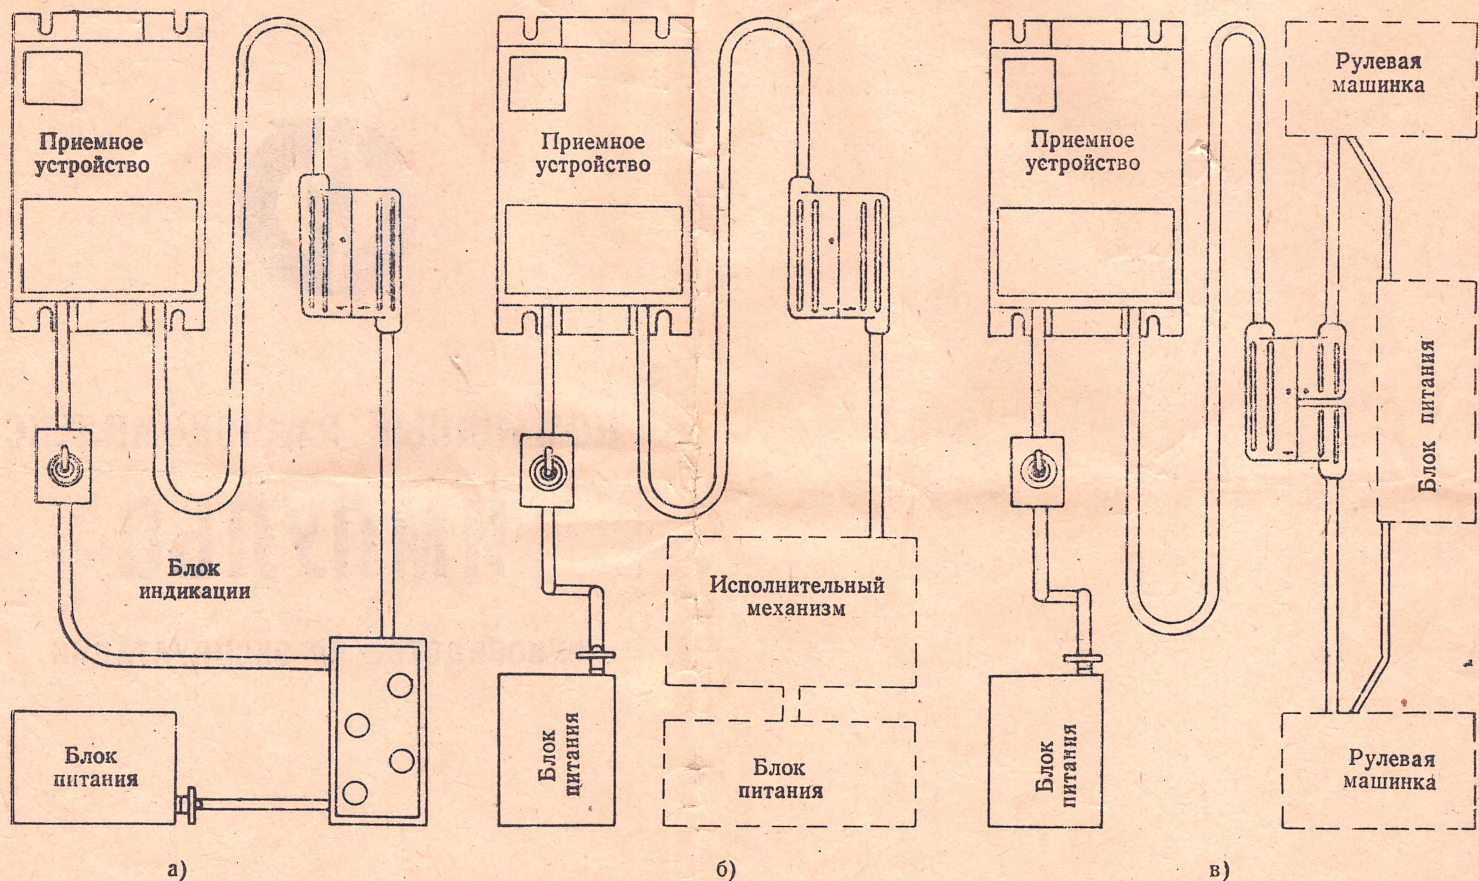 Приемное
устройство
Блок
индикации
Блок
питания
а)
Приемное
устройство
Исполнительный
механизм
Блок
питания
Блок
питания
б)
Приемное
устройство
Рулевая
машинка
Блок питания
Блок
питания
Рулевая
машинка
в)